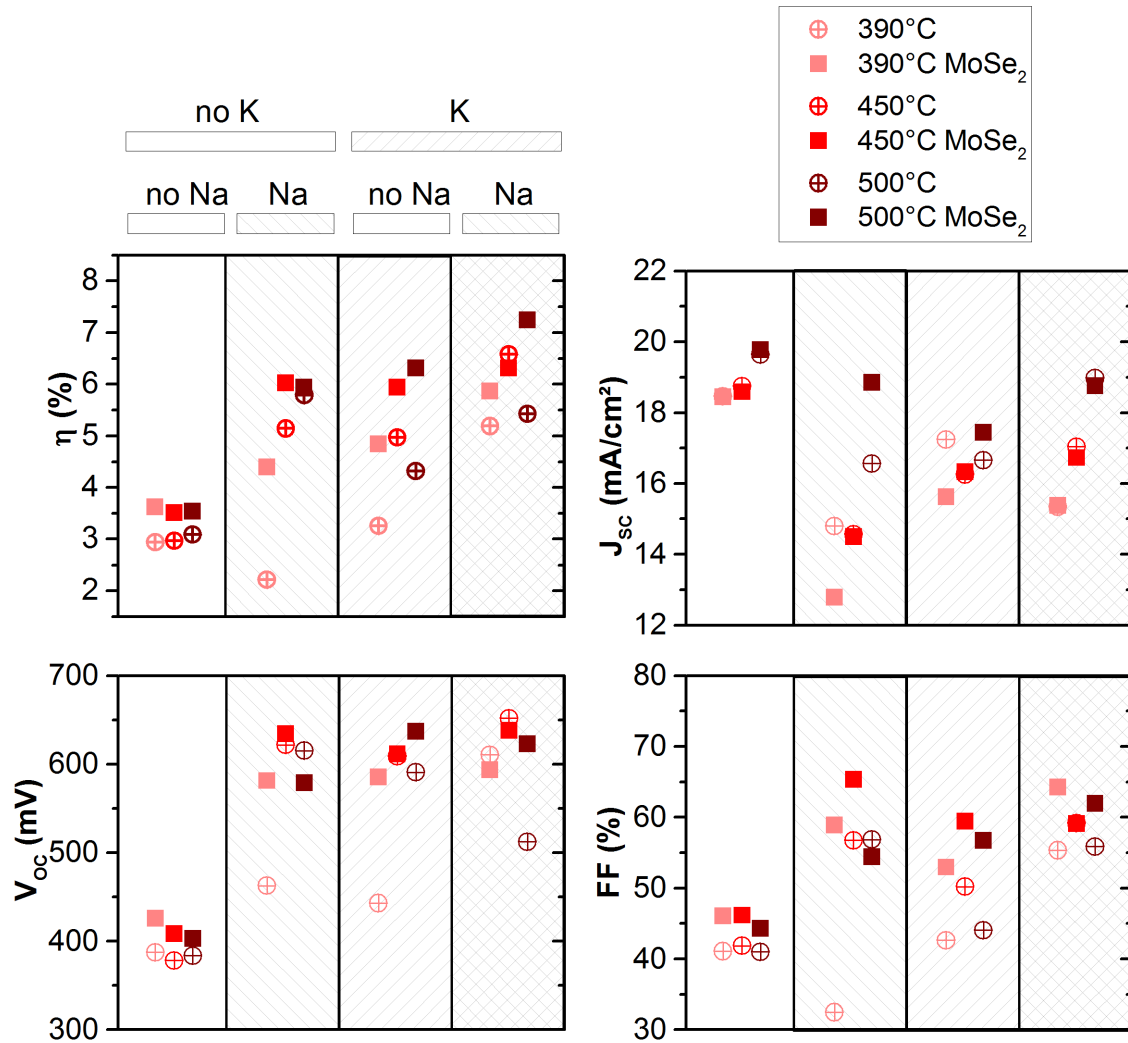 390°C
390°C MoSe₂
450°C
450°C MoSe₂
500°C
500°C MoSe₂
no K K
no Na Na no Na Na
η (%)
8
7
6
5
4
3
2
J_SC (mA/cm²)
22
20
18
16
14
12
V_OC (mV)
700
600
500
400
300
FF (%)
80
70
60
50
40
30